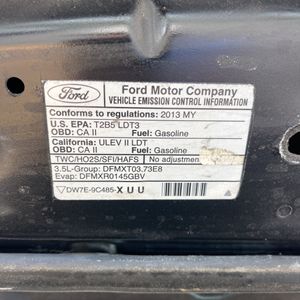 Ford
Ford Motor Company
VEHICLE EMISSION CONTROL INFORMATION
Conforms to regulations: 2013 MY
U.S. EPA: T2B5 LDT3
OBD: CA II Fuel: Gasoline
California: ULEV II LDT
OBD: CA II Fuel: Gasoline
TWC/HO2S/SFI/HAFS No adjustmen
3.5L-Group: DFMXT03.73E8
Evap: DFMXR0145GBV
DW7E-9C485-XUU